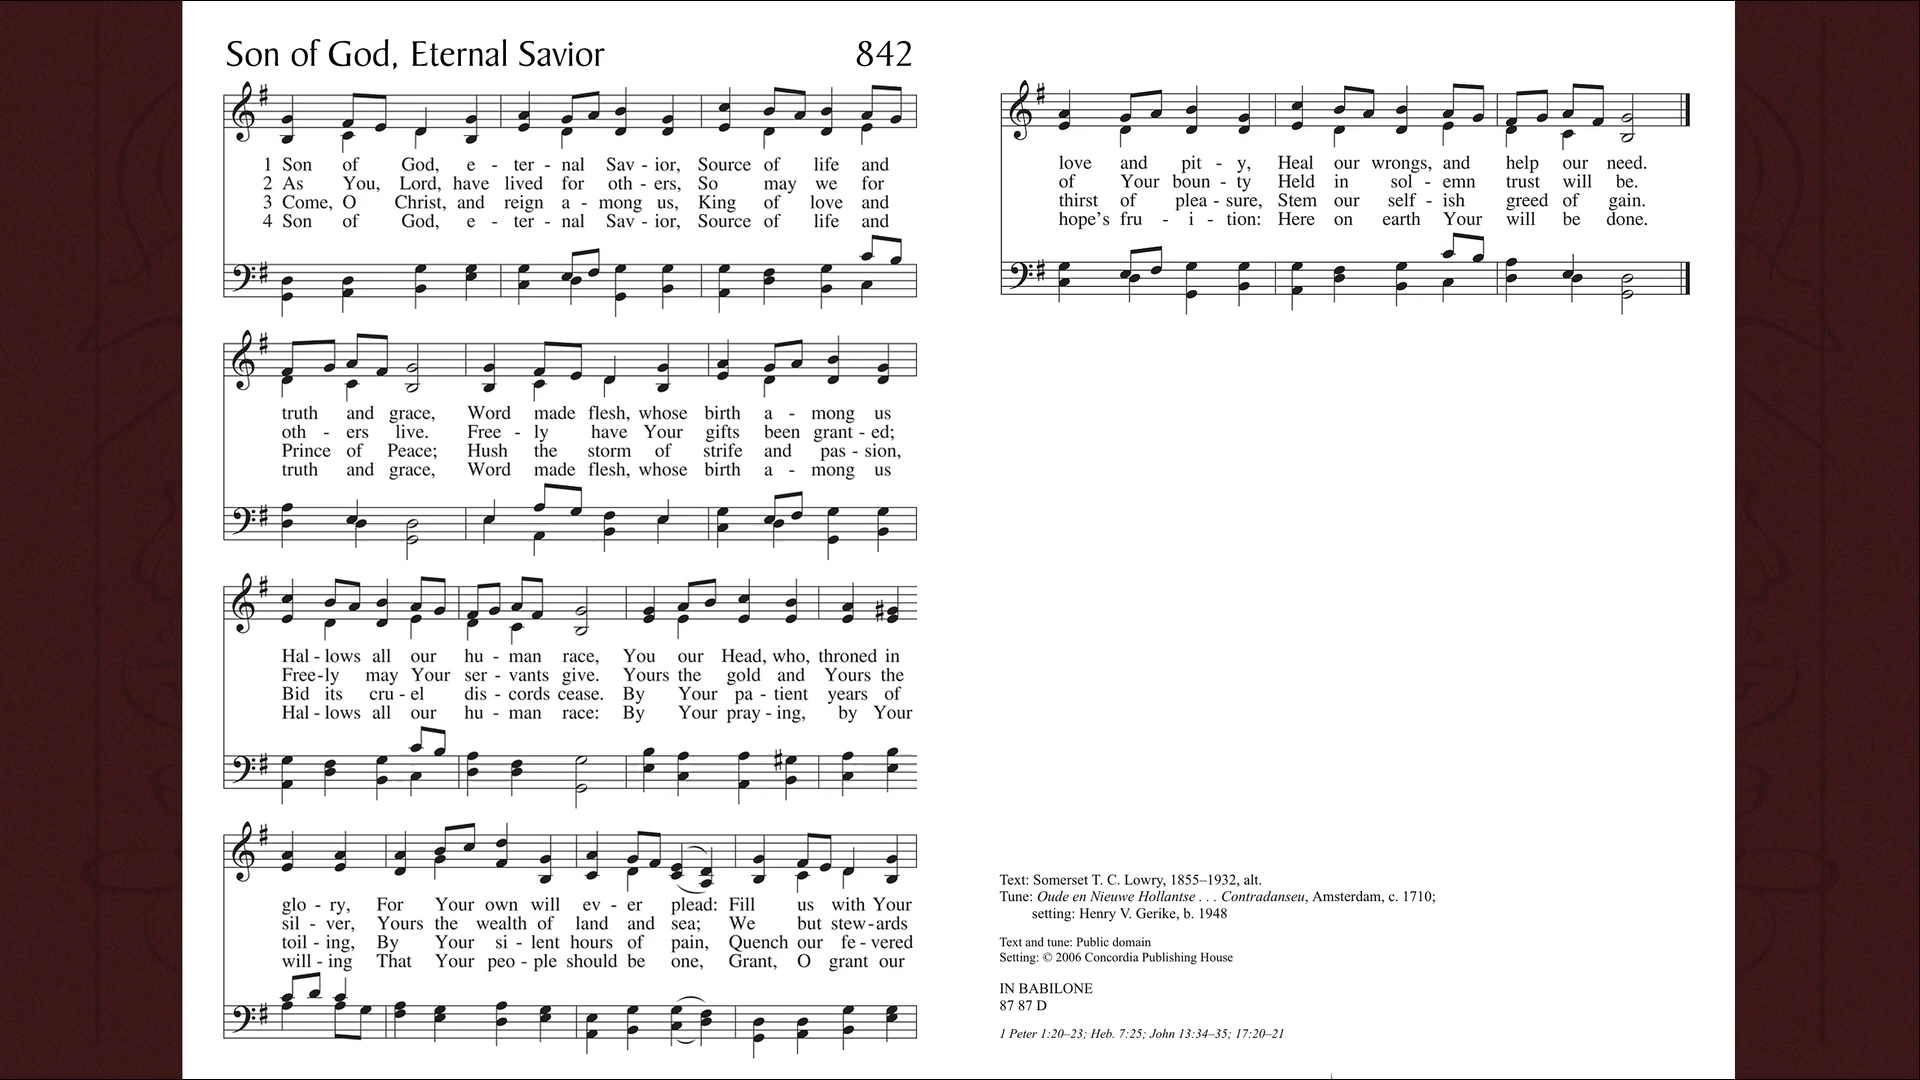 Son of God, Eternal Savior 842
1 Son of God, e - ter - nal Sav - ior, Source of life and
2 As You, Lord, have lived for oth - ers, So may we for
3 Come, O Christ, and reign a - mong us, King of love and
4 Son of God, e - ter - nal Sav - ior, Source of life and
truth and grace, Word made flesh, whose birth a - mong us
oth - ers live. Free - ly have Your gifts been grant - ed;
Prince of Peace; Hush the storm of strife and pas - sion,
truth and grace, Word made flesh, whose birth a - mong us
Hal - lows all our hu - man race, You our Head, who, throned in
Free - ly may Your ser - vants give. Yours the gold and Yours the
Bid its cru - el dis - cords cease. By Your pa - tient years of
Hal - lows all our hu - man race: By Your pray - ing, by Your
glo - ry, For Your own will ev - er plead: Fill us with Your
sil - ver, Yours the wealth of land and sea; We but stew - ards
toil - ing, By Your si - lent hours of pain, Quench our fe - vered
will - ing That Your peo - ple should be one, Grant, O grant our
love and pit - y, Heal our wrongs, and help our need.
of Your boun - ty Held in sol - emn trust will be.
thirst of plea - sure, Stem our self - ish greed of gain.
hope's fru - i - tion: Here on earth Your will be done.
Text: Somerset T. C. Lowry, 1855–1932, alt.
Tune: Oude en Nieuwe Hollantse . . . Contradanseu, Amsterdam, c. 1710;
setting: Henry V. Gerike, b. 1948
Text and tune: Public domain
Setting: © 2006 Concordia Publishing House
IN BABILONE
87 87 D
1 Peter 1:20–23; Heb. 7:25; John 13:34–35; 17:20–21